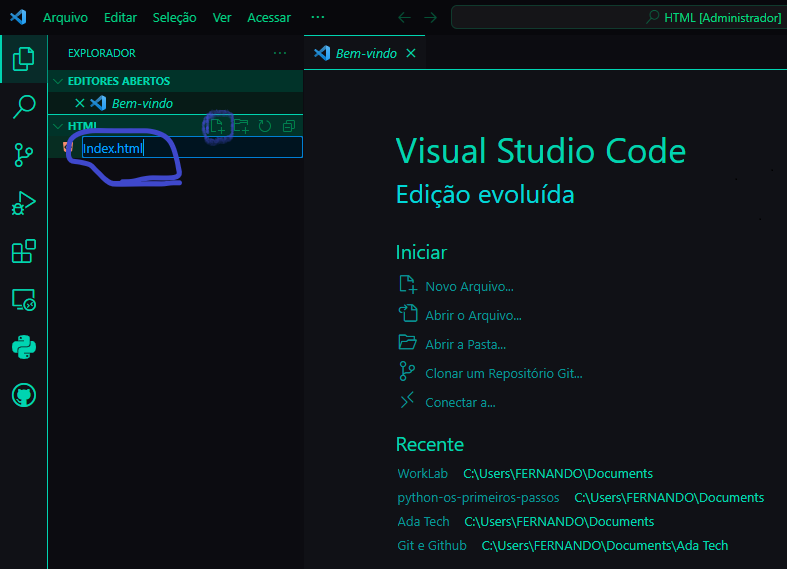 Arquivo Editar Seleção Ver Acessar ··· HTML [Administrador]
EXPLORADOR ···
Bem-vindo
EDITORES ABERTOS
Bem-vindo
HTML
Index.html
Visual Studio Code
Edição evoluída
Iniciar
Novo Arquivo...
Abrir o Arquivo...
Abrir a Pasta...
Clonar um Repositório Git...
Conectar a...
Recente
WorkLab C:\Users\FERNANDO\Documents
python-os-primeiros-passos C:\Users\FERNANDO\Documents
Ada Tech C:\Users\FERNANDO\Documents
Git e Github C:\Users\FERNANDO\Documents\Ada Tech